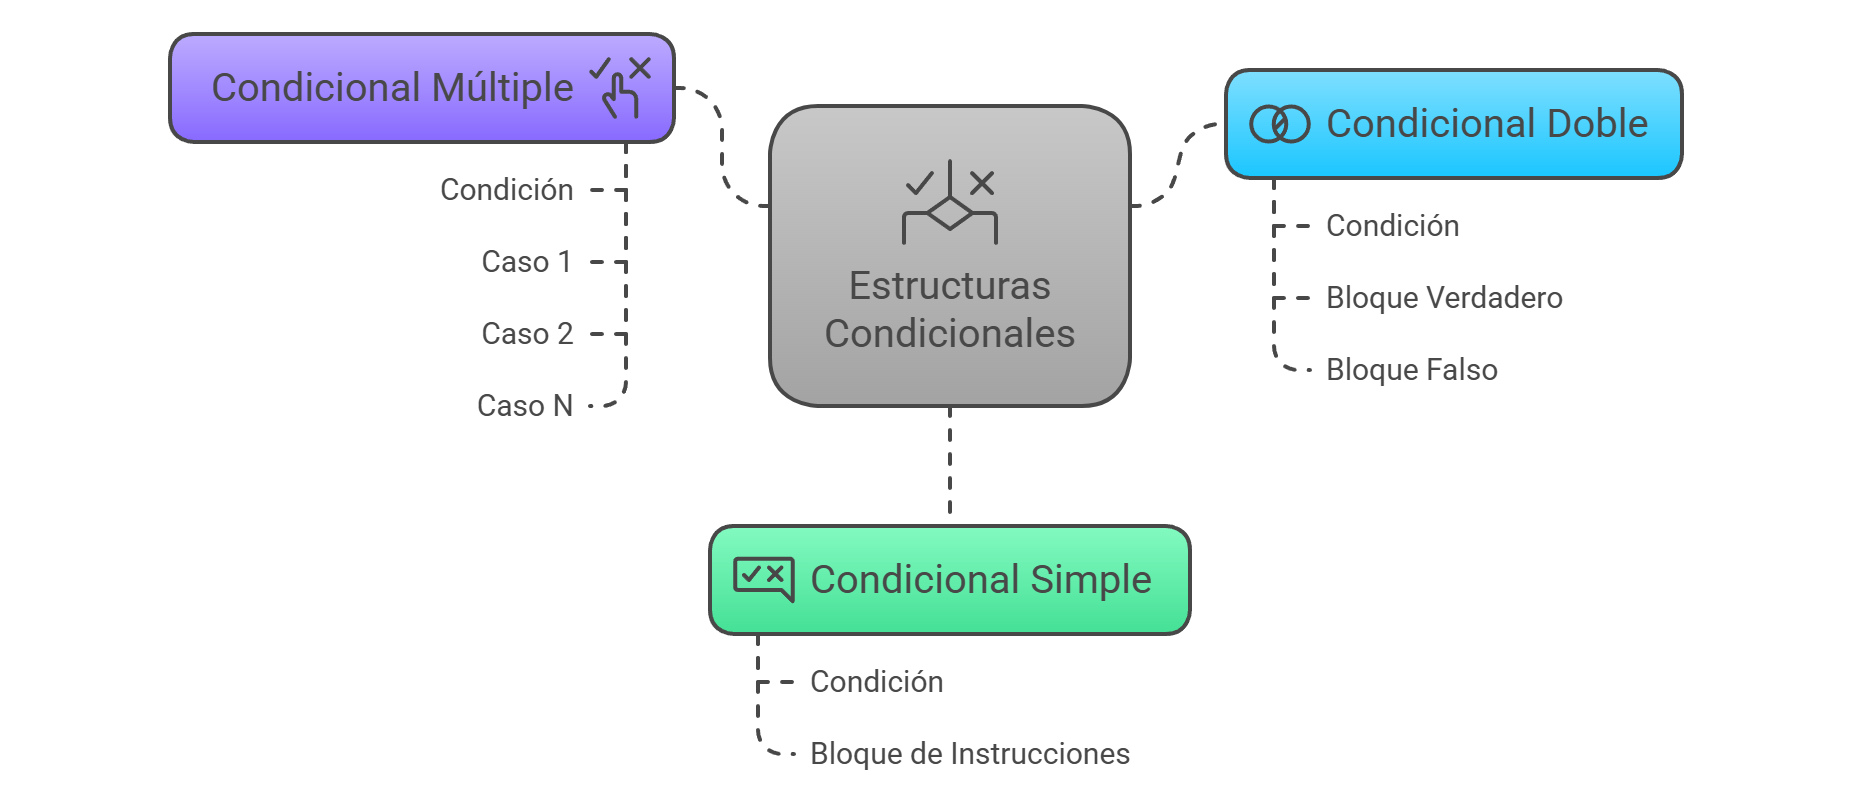 Condicional Múltiple
Condición
Caso 1
Caso 2
Caso N
Estructuras
Condicionales
Condicional Doble
Condición
Bloque Verdadero
Bloque Falso
Condicional Simple
Condición
Bloque de Instrucciones